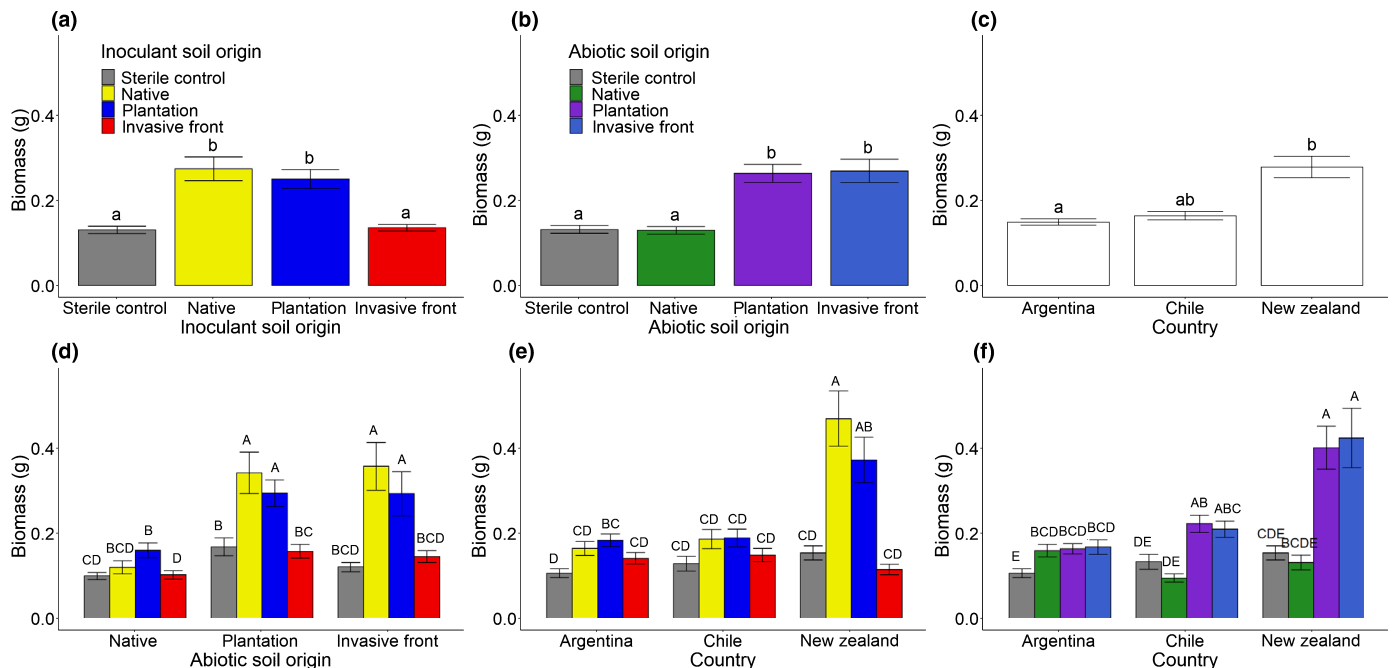 (a)
Inoculant soil origin
Sterile control
Native
Plantation
Invasive front
Biomass (g)
0.4
0.2
0.0
a
b
b
a
Sterile control Native Plantation Invasive front
Inoculant soil origin
(b)
Abiotic soil origin
Sterile control
Native
Plantation
Invasive front
Biomass (g)
0.4
0.2
0.0
a
a
b
b
Sterile control Native Plantation Invasive front
Abiotic soil origin
(c)
Biomass (g)
0.4
0.2
0.0
a
ab
b
Argentina Chile New zealand
Country
(d)
Biomass (g)
0.4
0.2
0.0
CD BCD B D
B A A BC
BCD A A BCD
Native Plantation Invasive front
Abiotic soil origin
(e)
Biomass (g)
0.4
0.2
0.0
D CD BC CD
CD CD CD CD
CD A AB CD
Argentina Chile New zealand
Country
(f)
Biomass (g)
0.4
0.2
0.0
E BCD BCD BCD
DE DE AB ABC
CDE BCDE A A
Argentina Chile New zealand
Country